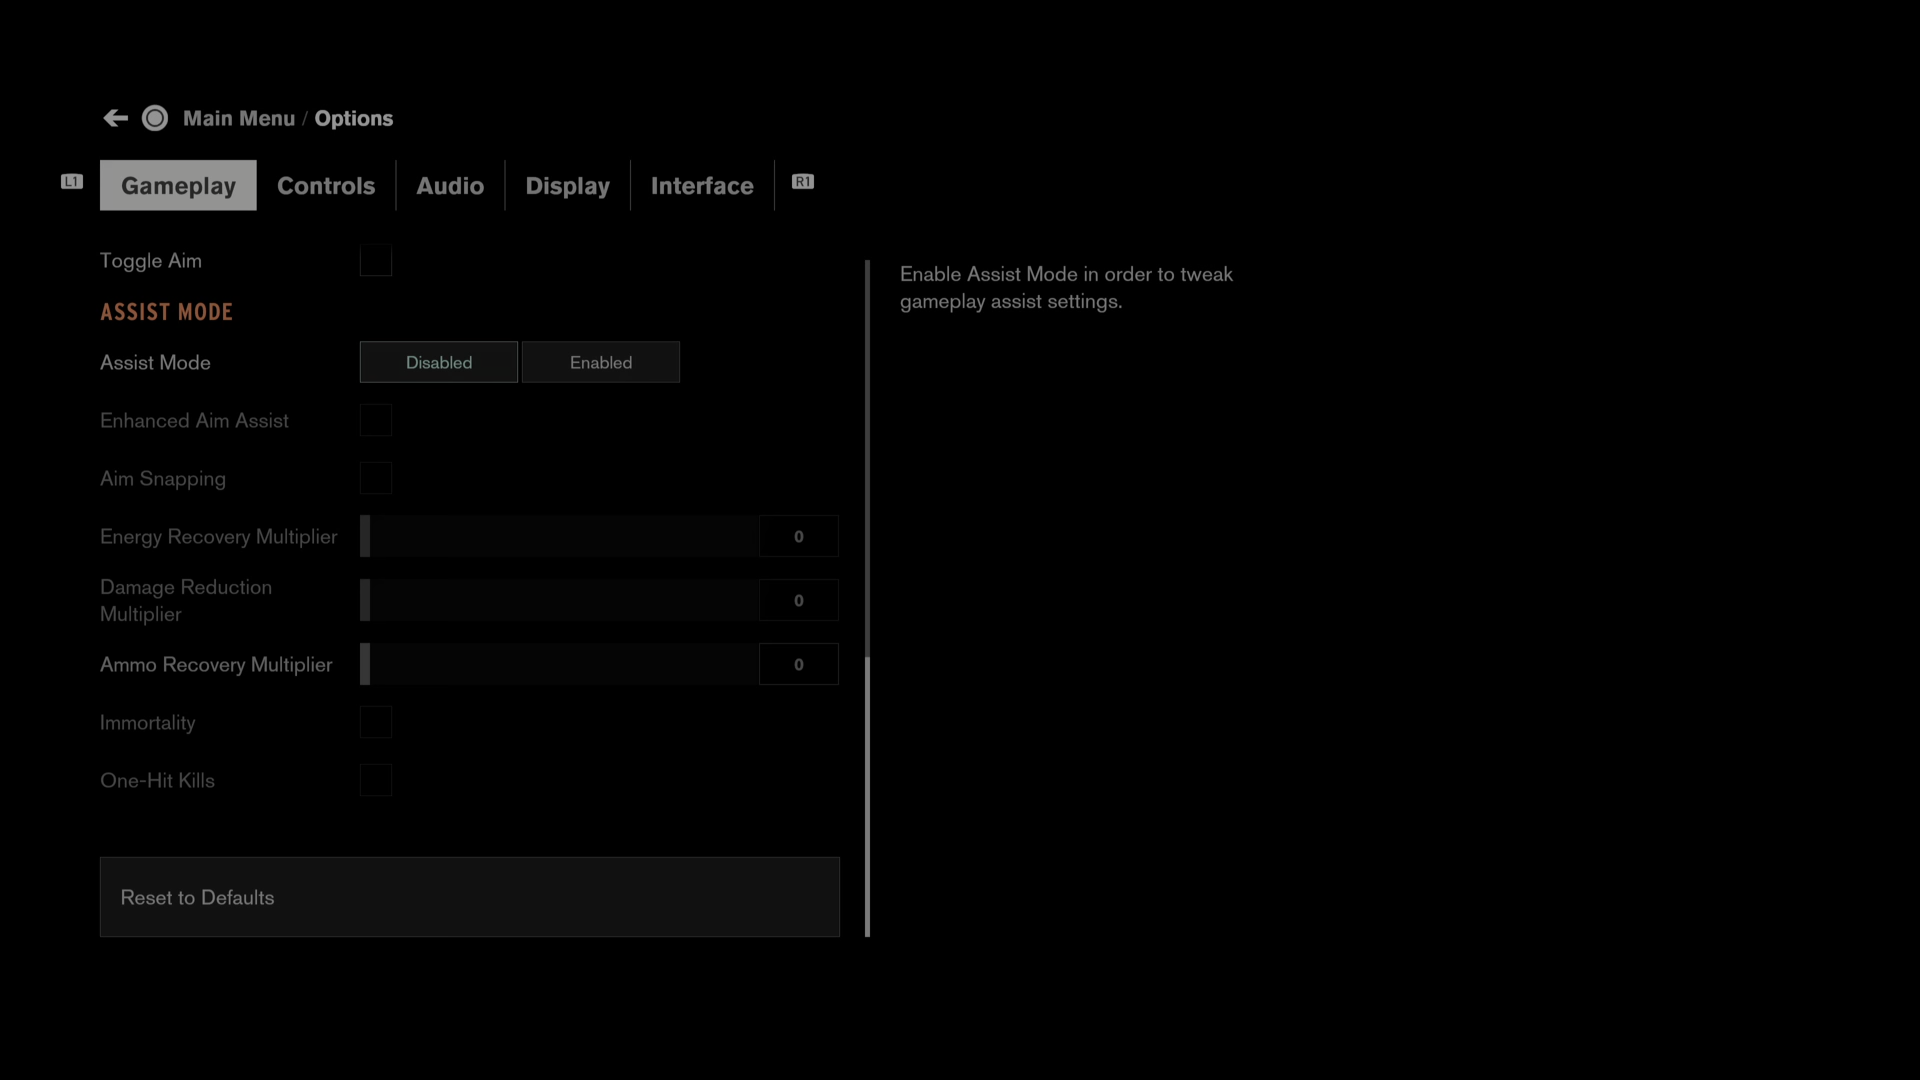 Main Menu / Options
L1 Gameplay Controls Audio Display Interface R1
Toggle Aim
ASSIST MODE
Assist Mode Disabled Enabled
Enhanced Aim Assist
Aim Snapping
Energy Recovery Multiplier 0
Damage Reduction
Multiplier 0
Ammo Recovery Multiplier 0
Immortality
One-Hit Kills
Reset to Defaults
Enable Assist Mode in order to tweak
gameplay assist settings.